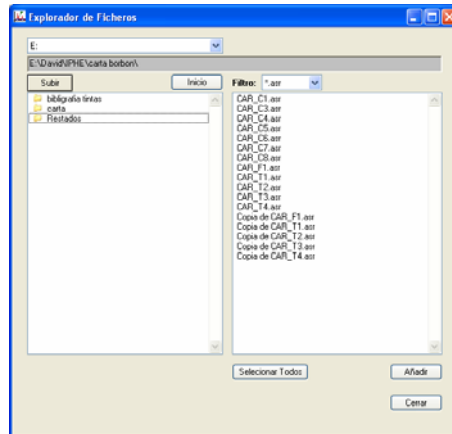 Explorador de Ficheros
E:
E:\David\IPHE\carta borbon\
Subir
Inicio
Filtro:
*.asr
bibligrafia tintas
carta
Restados
CAR_C1.asr
CAR_C3.asr
CAR_C4.asr
CAR_C5.asr
CAR_C6.asr
CAR_C7.asr
CAR_C8.asr
CAR_F1.asr
CAR_T1.asr
CAR_T2.asr
CAR_T3.asr
CAR_T4.asr
Copia de CAR_F1.asr
Copia de CAR_T1.asr
Copia de CAR_T2.asr
Copia de CAR_T3.asr
Copia de CAR_T4.asr
Selecionar Todos
Añadir
Cerrar